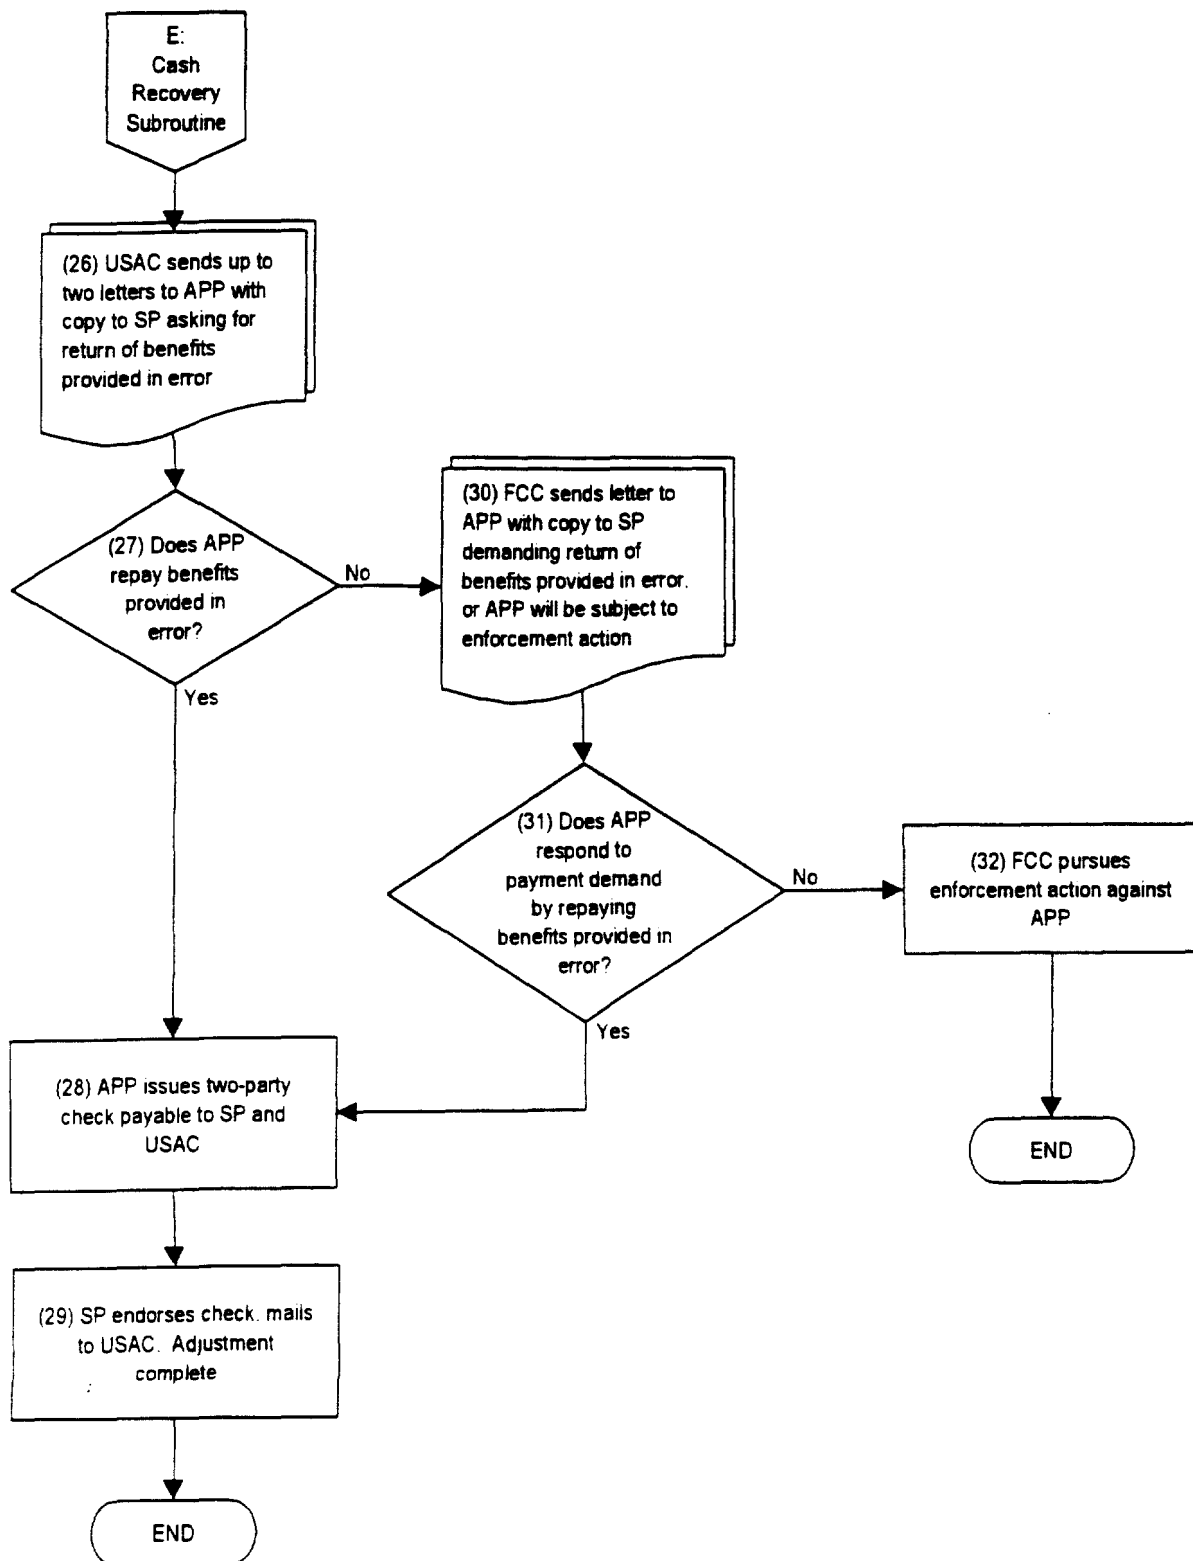 E:
Cash
Recovery
Subroutine
(26) USAC sends up to
two letters to APP with
copy to SP asking for
return of benefits
provided in error
(27) Does APP
repay benefits
provided in
error?
No
Yes
(30) FCC sends letter to
APP with copy to SP
demanding return of
benefits provided in error.
or APP will be subject to
enforcement action
(31) Does APP
respond to
payment demand
by repaying
benefits provided in
error?
No
Yes
(32) FCC pursues
enforcement action against
APP
END
(28) APP issues two-party
check payable to SP and
USAC
(29) SP endorses check. mails
to USAC. Adjustment
complete
END